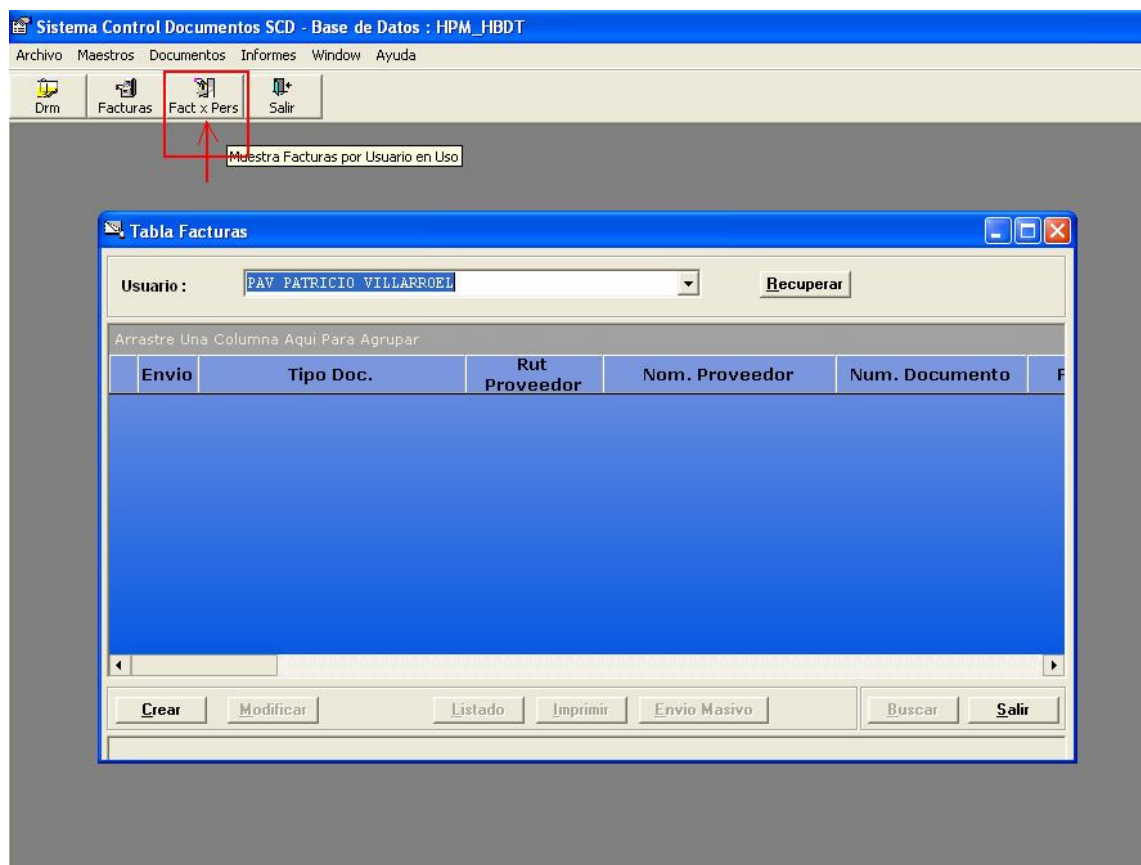 Sistema Control Documentos SCD - Base de Datos : HPM_HBDT
Archivo Maestros Documentos Informes Window Ayuda
Drm Facturas Fact x Pers Salir
Muestra Facturas por Usuario en Uso
Tabla Facturas
Usuario : PAV PATRICIO VILLARROEL Recuperar
Arrastre Una Columna Aqui Para Agrupar
Envio Tipo Doc. Rut Proveedor Nom. Proveedor Num. Documento F
Crear Modificar Listado Imprimir Envio Masivo Buscar Salir